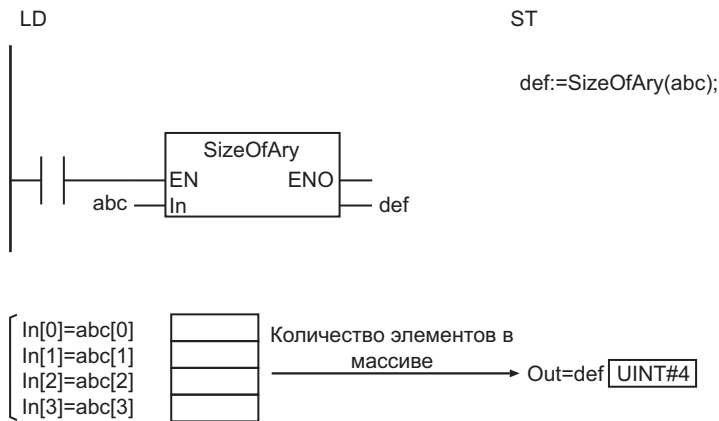 LD
ST
def:=SizeOfAry(abc);
SizeOfAry
EN ENO
abc In def
In[0]=abc[0]
In[1]=abc[1]
In[2]=abc[2]
In[3]=abc[3]
Количество элементов в
массиве
Out=def UINT#4